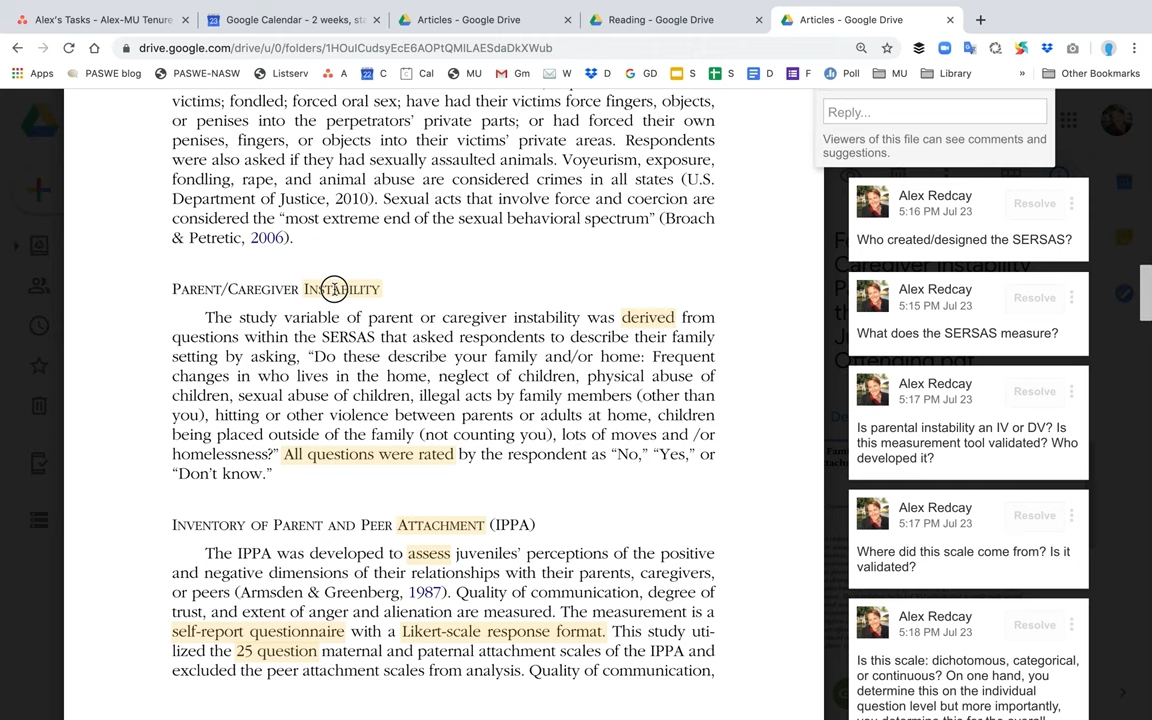 Alex's Tasks - Alex-MU Tenure
Google Calendar - 2 weeks, sta
Articles - Google Drive
Reading - Google Drive
Articles - Google Drive
drive.google.com/drive/u/0/folders/1HOuICudsyEcE6AOPtQMILAESdaDkXWub
Apps PASWE blog PASWE-NASW Listserv A C Cal MU Gm W D GD S S D F Poll MU Library » Other Bookmarks
victims; fondled; forced oral sex; have had their victims force fingers, objects,
or penises into the perpetrators' private parts; or had forced their own
penises, fingers, or objects into their victims' private areas. Respondents
were also asked if they had sexually assaulted animals. Voyeurism, exposure,
fondling, rape, and animal abuse are considered crimes in all states (U.S.
Department of Justice, 2010). Sexual acts that involve force and coercion are
considered the "most extreme end of the sexual behavioral spectrum" (Broach
& Petretic, 2006).
PARENT/CAREGIVER INSTABILITY
The study variable of parent or caregiver instability was derived from
questions within the SERSAS that asked respondents to describe their family
setting by asking, "Do these describe your family and/or home: Frequent
changes in who lives in the home, neglect of children, physical abuse of
children, sexual abuse of children, illegal acts by family members (other than
you), hitting or other violence between parents or adults at home, children
being placed outside of the family (not counting you), lots of moves and /or
homelessness?" All questions were rated by the respondent as "No," "Yes," or
"Don't know."
INVENTORY OF PARENT AND PEER ATTACHMENT (IPPA)
The IPPA was developed to assess juveniles' perceptions of the positive
and negative dimensions of their relationships with their parents, caregivers,
or peers (Armsden & Greenberg, 1987). Quality of communication, degree of
trust, and extent of anger and alienation are measured. The measurement is a
self-report questionnaire with a Likert-scale response format. This study uti-
lized the 25 question maternal and paternal attachment scales of the IPPA and
excluded the peer attachment scales from analysis. Quality of communication,
Reply...
Viewers of this file can see comments and
suggestions.
Alex Redcay
5:16 PM Jul 23
Resolve
Who created/designed the SERSAS?
Alex Redcay
5:15 PM Jul 23
Resolve
What does the SERSAS measure?
Alex Redcay
5:17 PM Jul 23
Resolve
Is parental instability an IV or DV? Is
this measurement tool validated? Who
developed it?
Alex Redcay
5:17 PM Jul 23
Resolve
Where did this scale come from? Is it
validated?
Alex Redcay
5:18 PM Jul 23
Resolve
Is this scale: dichotomous, categorical,
or continuous? On one hand, you
determine this on the individual
question level but more importantly,
you determine this for the overall